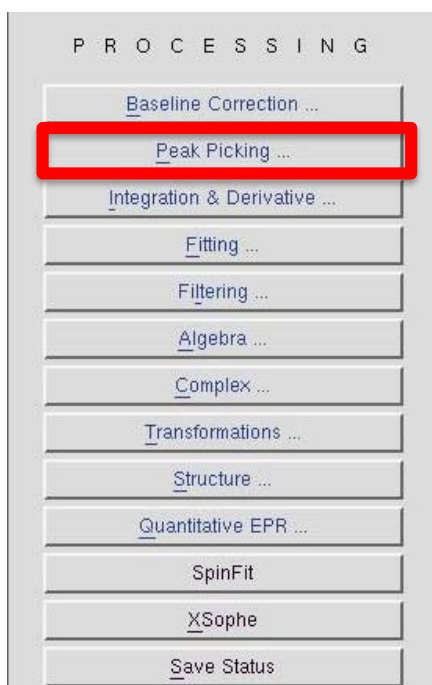 P R O C E S S I N G
Baseline Correction ...
Peak Picking ...
Integration & Derivative ...
Fitting ...
Filtering ...
Algebra ...
Complex ...
Transformations ...
Structure ...
Quantitative EPR ...
SpinFit
XSophe
Save Status